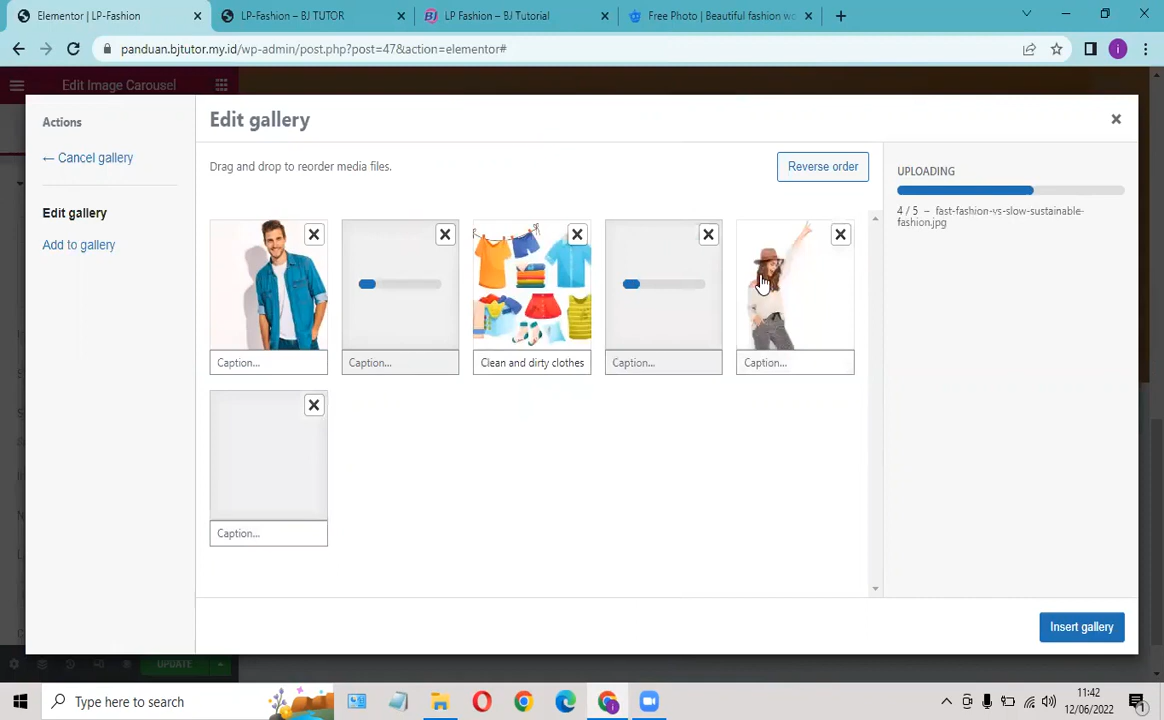 Elementor | LP-Fashion
LP-Fashion – BJ TUTOR
LP Fashion – BJ Tutorial
Free Photo | Beautiful fashion wo
panduan.bjtutor.my.id/wp-admin/post.php?post=47&action=elementor#
Edit Image Carousel
Actions
← Cancel gallery
Edit gallery
Add to gallery
Edit gallery
Drag and drop to reorder media files.
Reverse order
UPLOADING
4 / 5 – fast-fashion-vs-slow-sustainable-
fashion.jpg
Caption...
Caption...
Clean and dirty clothes
Caption...
Caption...
Caption...
Insert gallery
UPDATE
Type here to search
11:42
12/06/2022